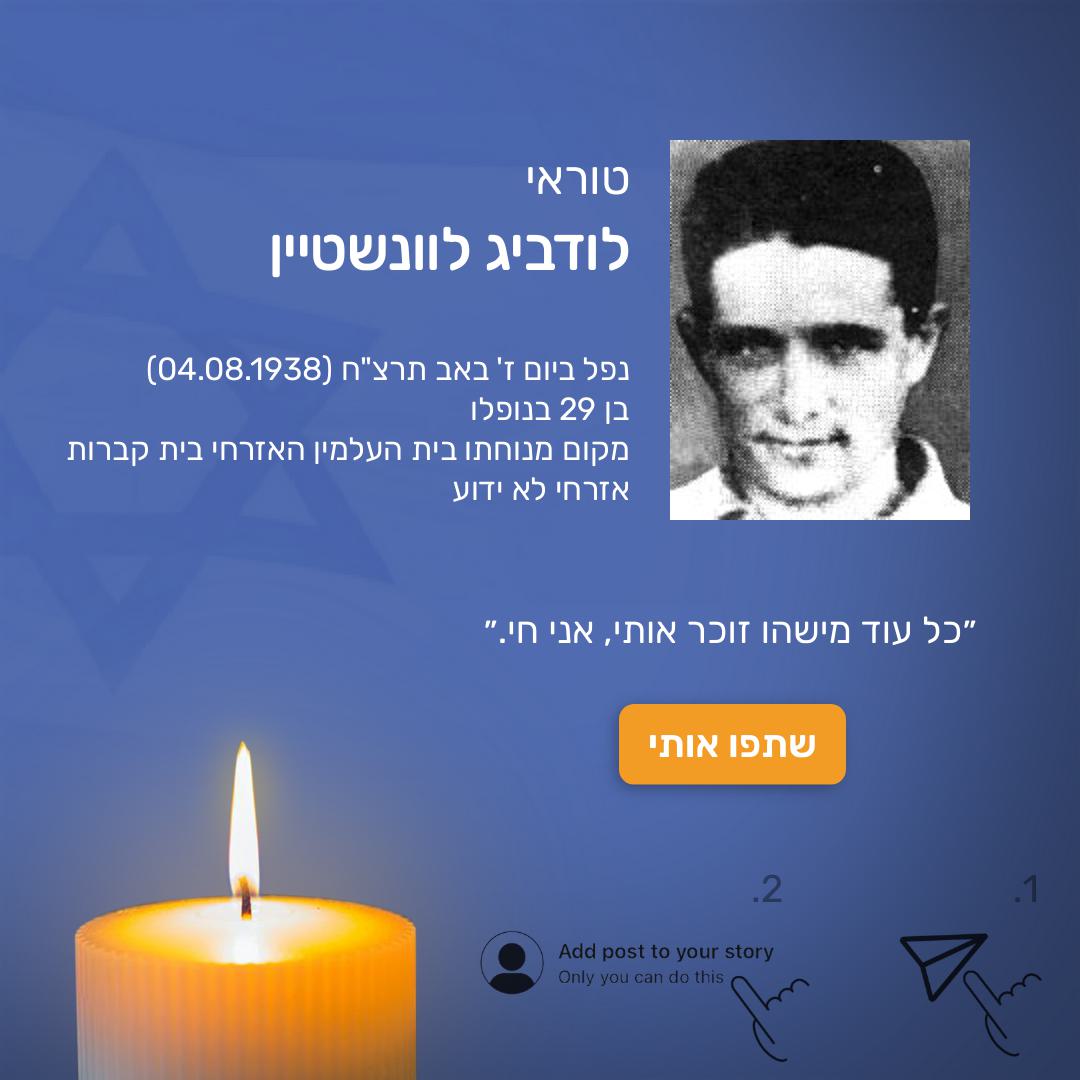 טוראי
לודביג לוונשטיין
נפל ביום ז' באב תרצ"ח (04.08.1938)
בן 29 בנופלו
מקום מנוחתו בית העלמין האזרחי בית קברות
אזרחי לא ידוע
״כל עוד מישהו זוכר אותי, אני חי.״
שתפו אותי
.1
.2
Add post to your story
Only you can do this